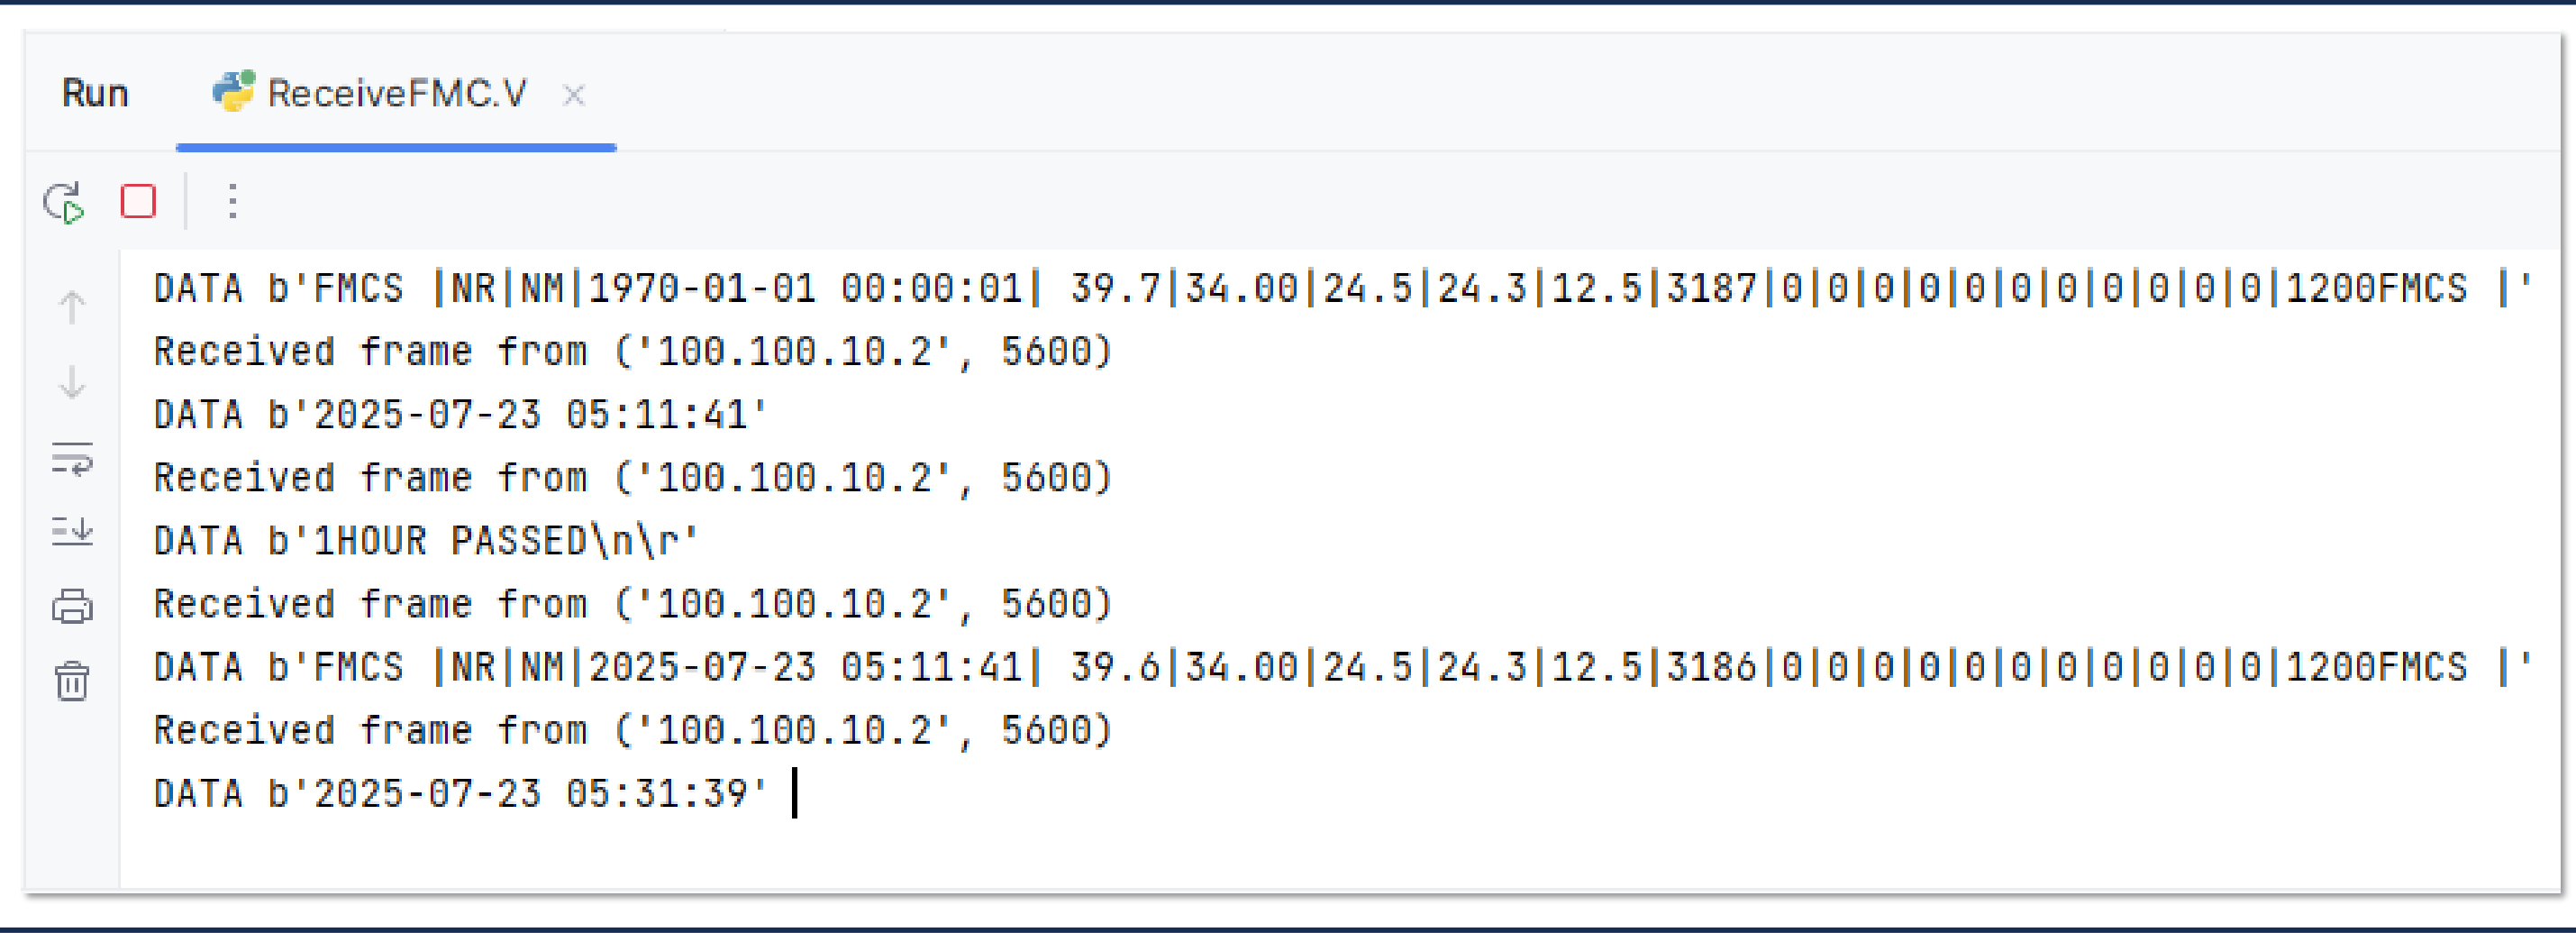 Run ReceiveFMC.V
DATA b'FMCS |NR|NM|1970-01-01 00:00:01| 39.7|34.00|24.5|24.3|12.5|3187|0|0|0|0|0|0|0|0|0|0|0|1200FMCS |'
Received frame from ('100.100.10.2', 5600)
DATA b'2025-07-23 05:11:41'
Received frame from ('100.100.10.2', 5600)
DATA b'1HOUR PASSED\n\r'
Received frame from ('100.100.10.2', 5600)
DATA b'FMCS |NR|NM|2025-07-23 05:11:41| 39.6|34.00|24.5|24.3|12.5|3186|0|0|0|0|0|0|0|0|0|0|0|1200FMCS |'
Received frame from ('100.100.10.2', 5600)
DATA b'2025-07-23 05:31:39'